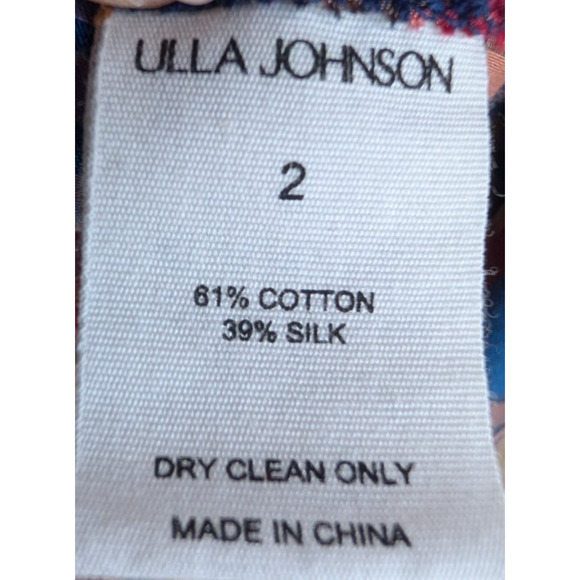 ULLA JOHNSON
2
61% COTTON
39% SILK
DRY CLEAN ONLY
MADE IN CHINA